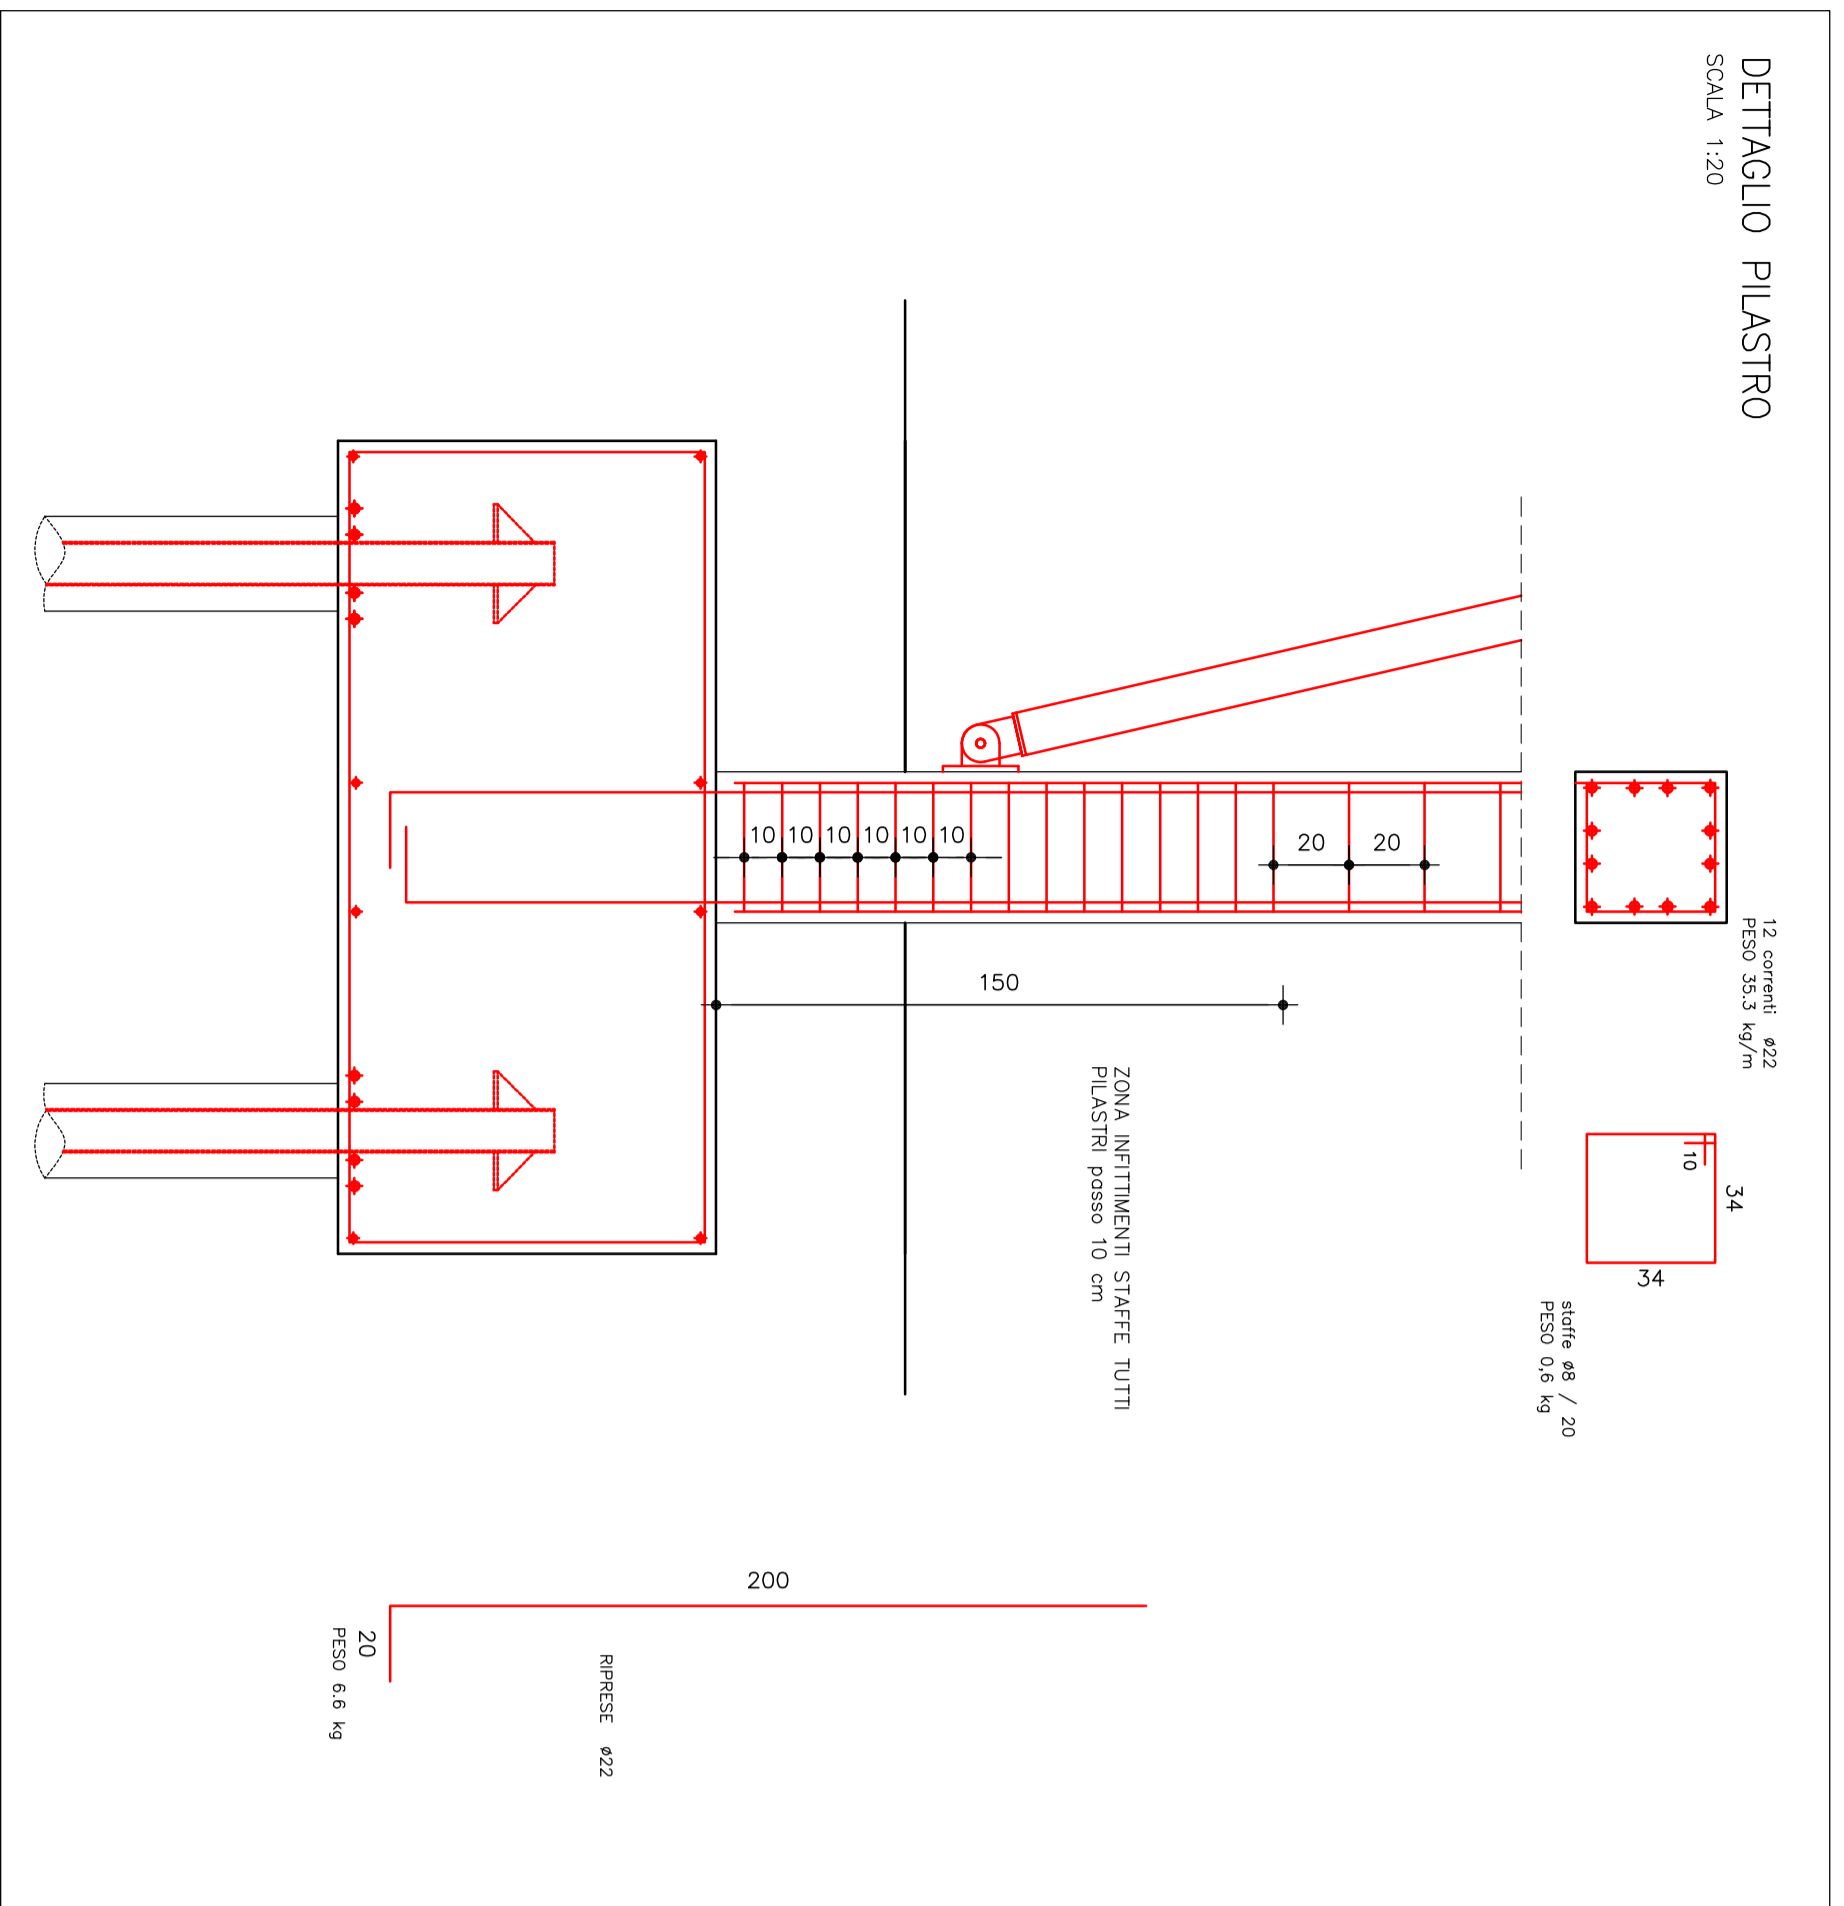 DETTAGLIO PILASTRO
SCALA 1:20
12 correnti ø22
PESO 35.3 kg/m
10
34
34
staffe ø8 / 20
PESO 0,6 kg
20
20
10
10
10
10
10
10
150
ZONA INFITTIMENTI STAFFE TUTTI
PILASTRI passo 10 cm
200
RIPRESE ø22
20
PESO 6.6 kg